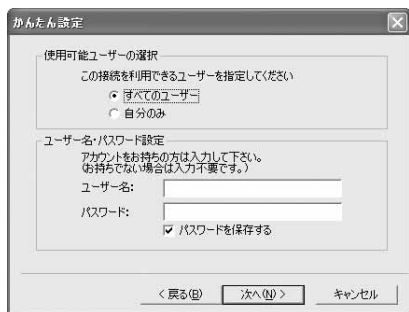 かんたん設定
使用可能ユーザーの選択
この接続を利用できるユーザーを指定してください
すべてのユーザー
自分のみ
ユーザー名・パスワード設定
アカウントをお持ちの方は入力して下さい。
(お持ちでない場合は入力不要です。)
ユーザー名:
パスワード:
パスワードを保存する
< 戻る(B)　次へ(N) >　キャンセル